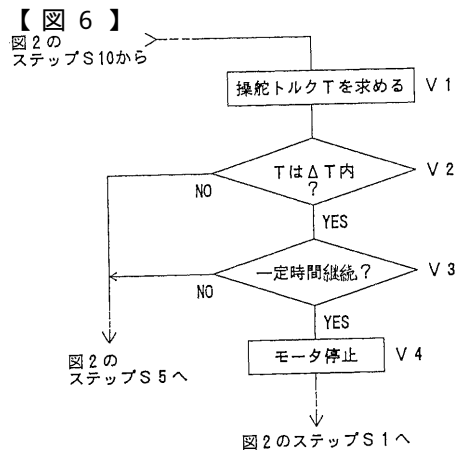 【図6】
図2の
ステップS10から
操舵トルクTを求める V1
TはΔT内
? V2
NO
YES
一定時間継続? V3
NO
YES
モータ停止 V4
図2の
ステップS5へ
図2のステップS1へ